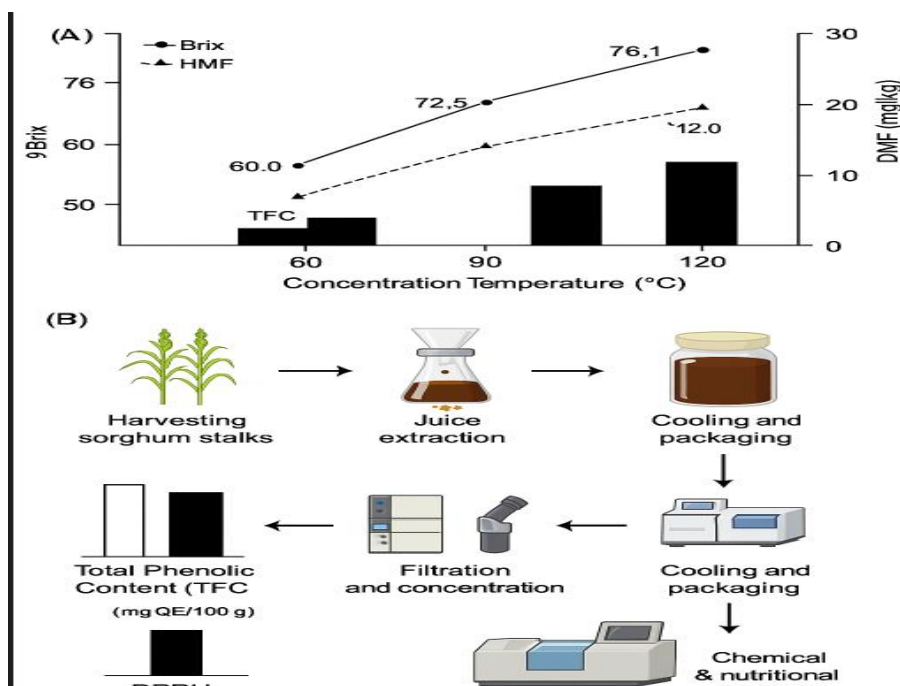 (A)
Brix
HMF
76
60
50
9Brix
60.0
72,5
76,1
`12.0
TFC
30
20
10
0
DMF (mg|kg)
60
90
120
Concentration Temperature (°C)
(B)
Harvesting
sorghum stalks
Juice
extraction
Cooling and
packaging
Total Phenolic
Content (TFC
(mg QE/100 g)
Filtration
and concentration
Cooling and
packaging
Chemical
& nutritional